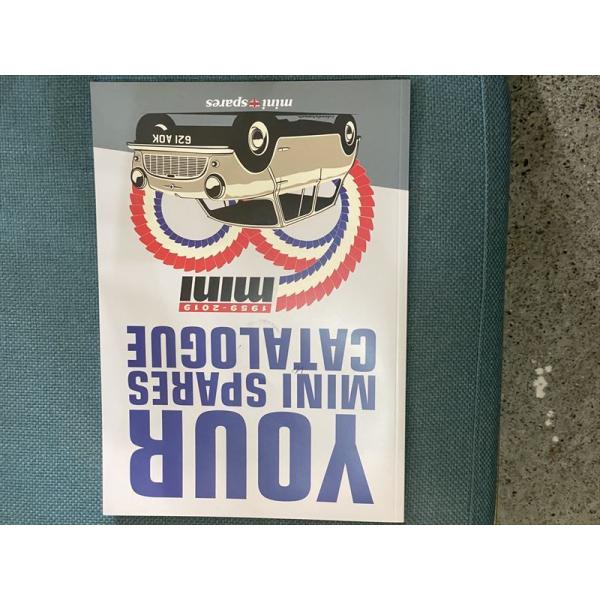 YOUR
MINI SPARES
CATALOGUE
1959 - 2019
mini
621 AOK
mini spares